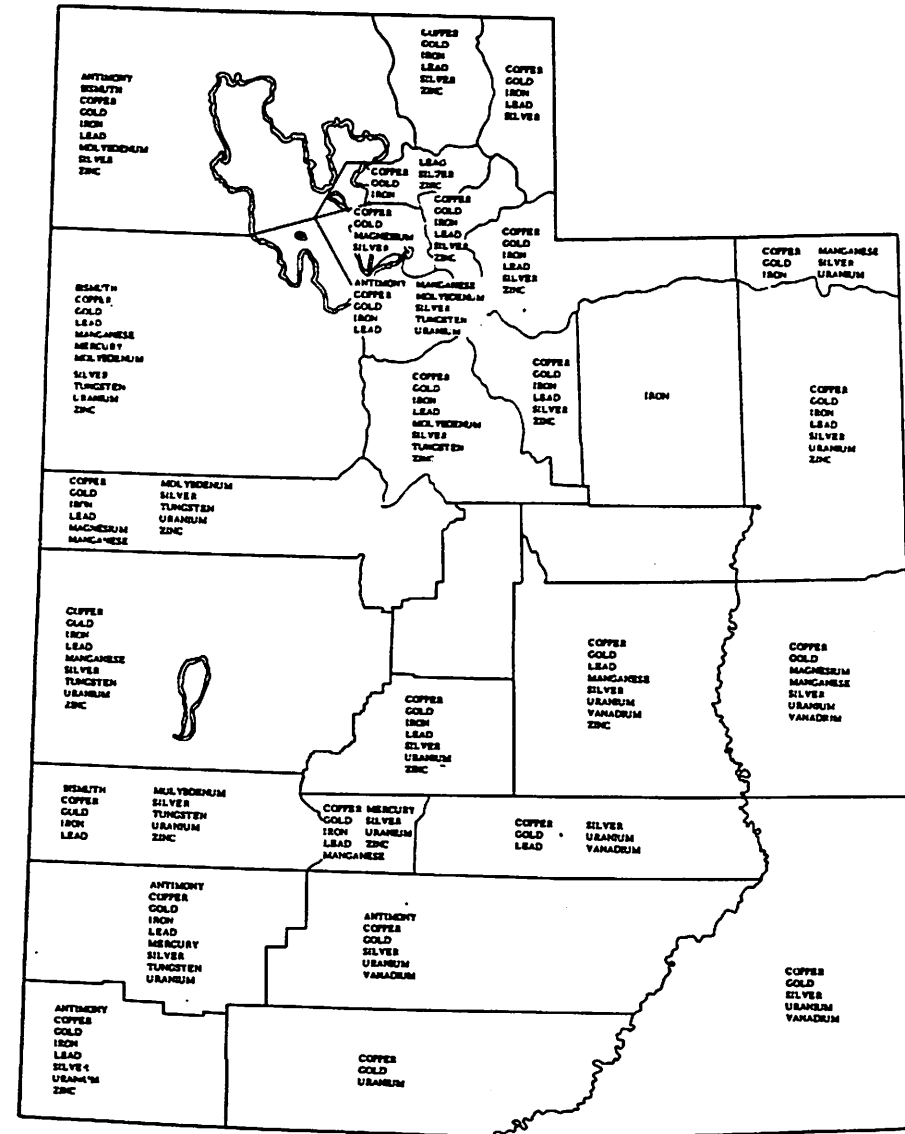 COPPER
GOLD
IRON
LEAD
SILVER
ZINC
COPPER
GOLD
IRON
LEAD
SILVER
ANTIMONY
BISMUTH
COPPER
GOLD
IRON
LEAD
MOLYBDENUM
SILVER
ZINC
COPPER
GOLD
IRON
LEAD
SILVER
ZINC
COPPER
GOLD
MAGNESIUM
SILVER
COPPER
GOLD
IRON
LEAD
SILVER
ZINC
COPPER
GOLD
IRON
LEAD
SILVER
ZINC
COPPER MANGANESE
GOLD SILVER
IRON URANIUM
BISMUTH
COPPER
GOLD
LEAD
MANGANESE
MERCURY
MOLYBDENUM
SILVER
TUNGSTEN
URANIUM
ZINC
ANTIMONY MANGANESE
COPPER MOLYBDENUM
GOLD SILVER
IRON TUNGSTEN
LEAD URANIUM
COPPER
GOLD
IRON
LEAD
MOLYBDENUM
SILVER
TUNGSTEN
ZINC
COPPER
GOLD
IRON
LEAD
SILVER
ZINC
IRON
COPPER
GOLD
IRON
LEAD
SILVER
URANIUM
ZINC
COPPER MOLYBDENUM
GOLD SILVER
IRON TUNGSTEN
LEAD URANIUM
MAGNESIUM ZINC
MANGANESE
COPPER
GOLD
IRON
LEAD
MANGANESE
SILVER
TUNGSTEN
URANIUM
ZINC
COPPER
GOLD
IRON
LEAD
SILVER
URANIUM
ZINC
COPPER
GOLD
LEAD
MANGANESE
SILVER
URANIUM
VANADIUM
ZINC
COPPER
GOLD
MAGNESIUM
MANGANESE
SILVER
URANIUM
VANADIUM
BISMUTH MOLYBDENUM
COPPER SILVER
GOLD TUNGSTEN
IRON URANIUM
LEAD ZINC
COPPER MERCURY
GOLD SILVER
IRON URANIUM
LEAD ZINC
MANGANESE
COPPER SILVER
GOLD URANIUM
LEAD VANADIUM
ANTIMONY
COPPER
GOLD
IRON
LEAD
MERCURY
SILVER
TUNGSTEN
URANIUM
ANTIMONY
COPPER
GOLD
SILVER
URANIUM
VANADIUM
COPPER
GOLD
SILVER
URANIUM
VANADIUM
ANTIMONY
COPPER
GOLD
IRON
LEAD
SILVER
URANIUM
ZINC
COPPER
GOLD
URANIUM